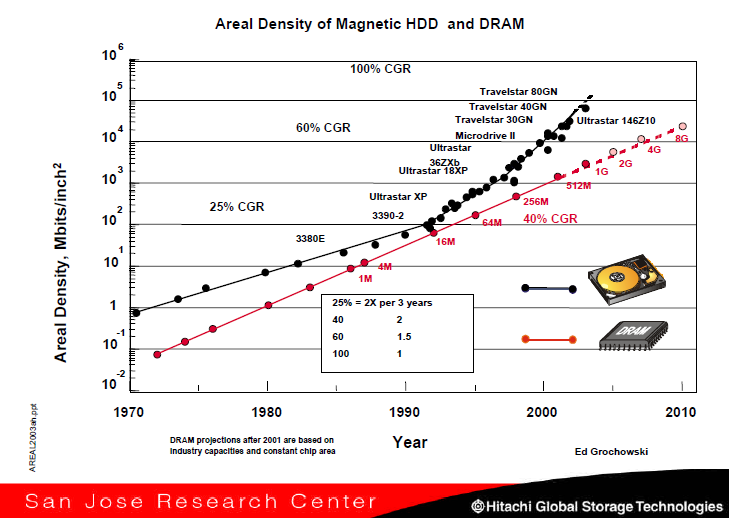 Areal Density of Magnetic HDD and DRAM
10^6
100% CGR
Travelstar 80GN
10^5
Travelstar 40GN
Travelstar 30GN
Ultrastar 146Z10
60% CGR
Microdrive II
10^4
8G
Ultrastar
4G
36ZXb
2G
Ultrastar 18XP
1G
10^3
512M
Ultrastar XP
256M
25% CGR
3390-2
40% CGR
10^2
64M
3380E
16M
10
4M
1M
1
25% = 2X per 3 years
40 2
60 1.5
100 1
DRAM
10^-1
10^-2
Areal Density, Mbits/inch^2
1970 1980 1990 2000 2010
Year
DRAM projections after 2001 are based on
industry capacities and constant chip area
Ed Grochowski
AREAL2003ah.ppt
San Jose Research Center
Hitachi Global Storage Technologies